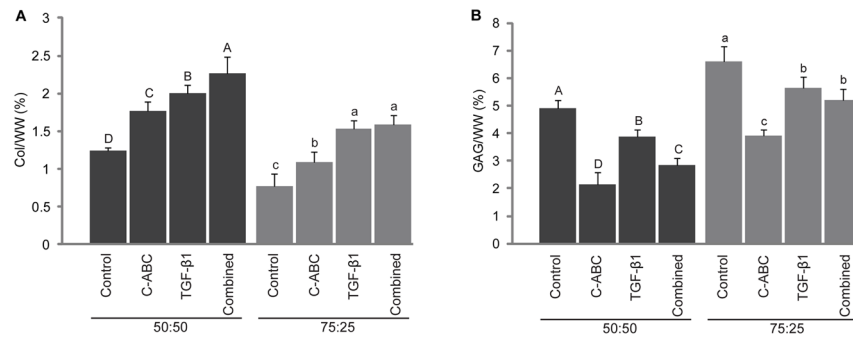 A
Col/WW (%)
3
2.5
2
1.5
1
0.5
0
D
C
B
A
c
b
a
a
Control
C-ABC
TGF-β1
Combined
Control
C-ABC
TGF-β1
Combined
50:50
75:25
B
GAG/WW (%)
8
7
6
5
4
3
2
1
0
A
D
B
C
a
c
b
b
Control
C-ABC
TGF-β1
Combined
Control
C-ABC
TGF-β1
Combined
50:50
75:25